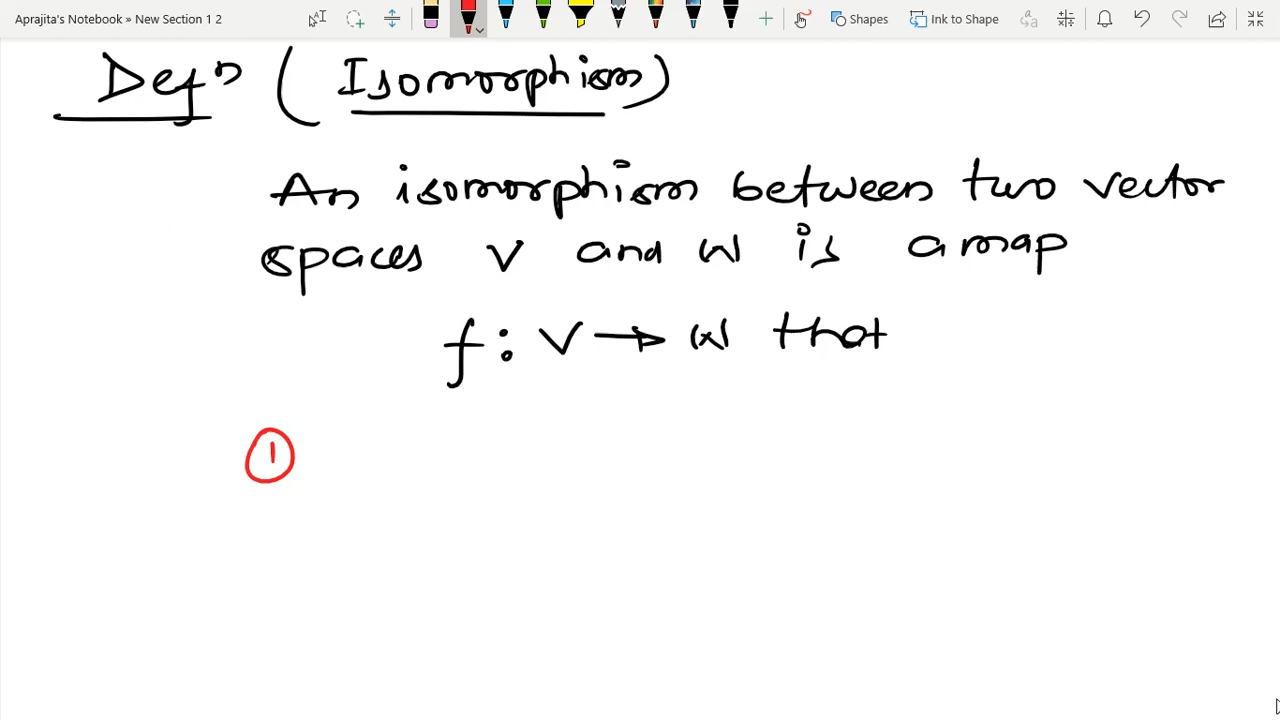 Aprajita's Notebook » New Section 1 2
Shapes
Ink to Shape
Defⁿ (Isomorphism)
An isomorphism between two vector
spaces V and W is a map
f : V → W that
①